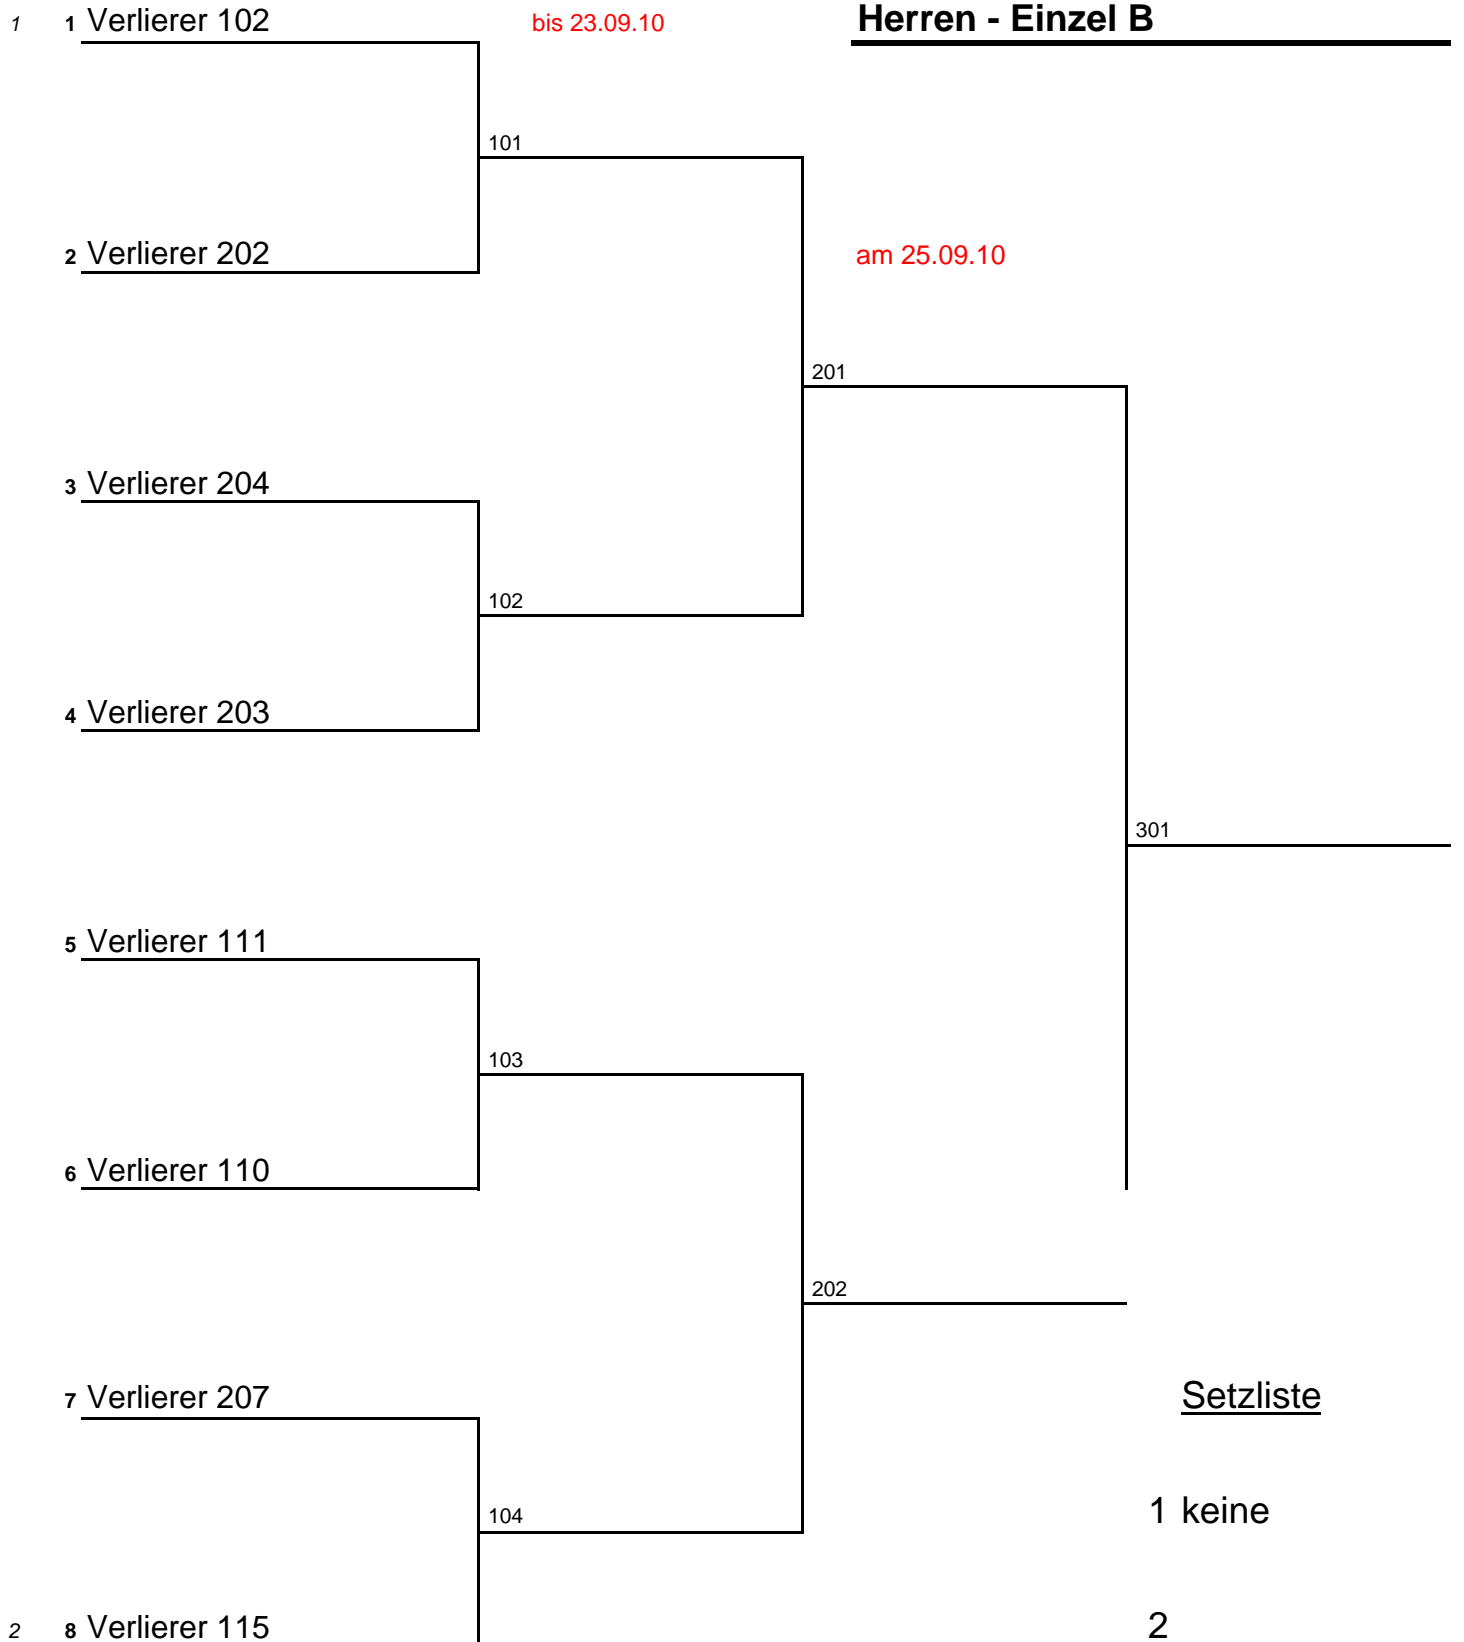 1 1 Verlierer 102 bis 23.09.10 Herren - Einzel B
101
2 Verlierer 202 am 25.09.10
201
3 Verlierer 204
102
4 Verlierer 203
301
5 Verlierer 111
103
6 Verlierer 110
202
7 Verlierer 207 Setzliste
104 1 keine
2 8 Verlierer 115 2